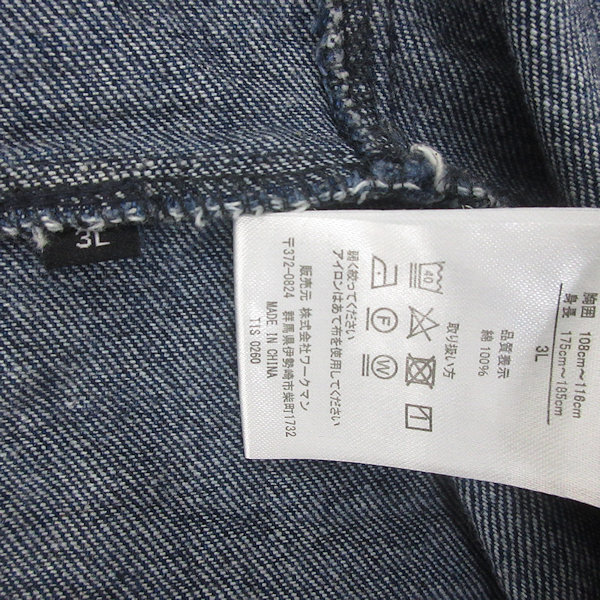 3L
胸囲 108cm～116cm
身長 175cm～185cm
3L
品質表示
綿 100%
取り扱い方
40
F
W
弱く絞ってください
アイロンはあて布を使用してください
販売元 株式会社ワークマン
〒372-0824 群馬県伊勢崎市柴町1732
MADE IN CHINA
TIS 0260